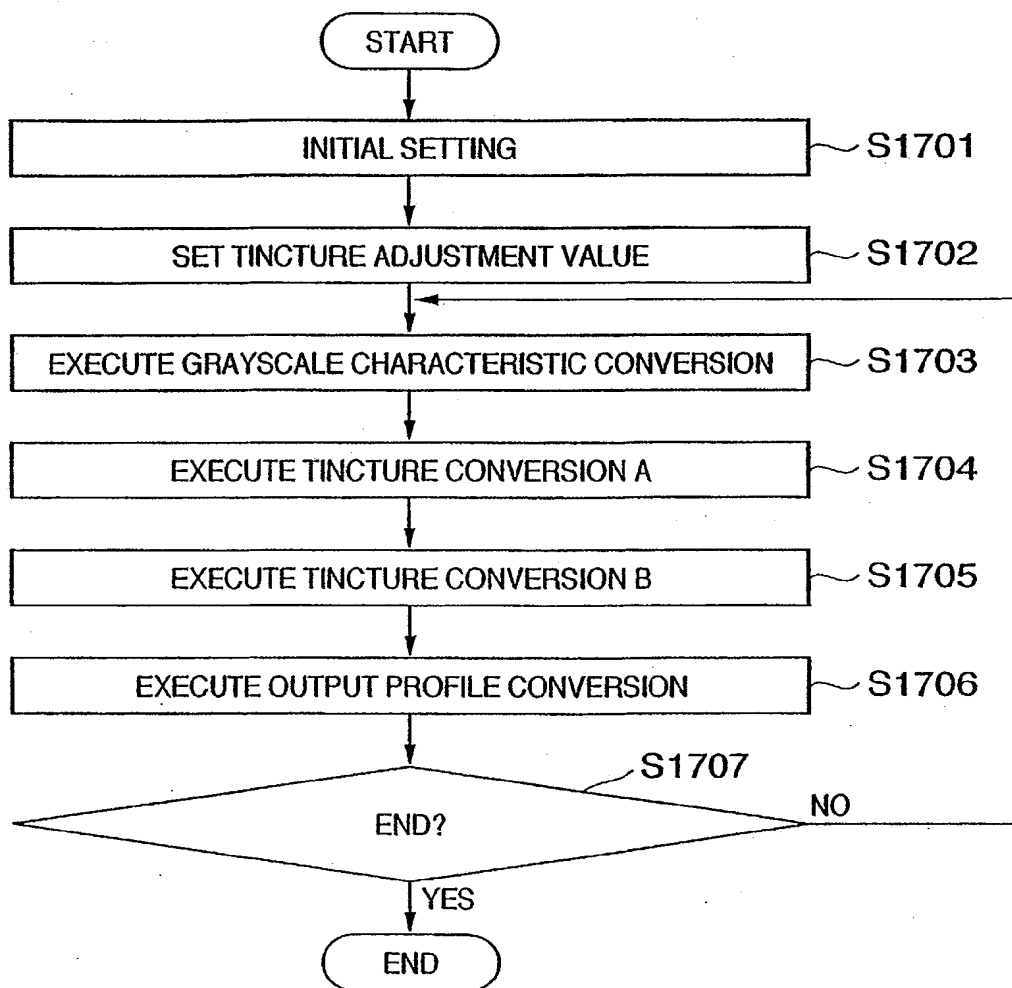 START
INITIAL SETTING
S1701
SET TINCTURE ADJUSTMENT VALUE
S1702
EXECUTE GRAYSCALE CHARACTERISTIC CONVERSION
S1703
EXECUTE TINCTURE CONVERSION A
S1704
EXECUTE TINCTURE CONVERSION B
S1705
EXECUTE OUTPUT PROFILE CONVERSION
S1706
S1707
END?
NO
YES
END